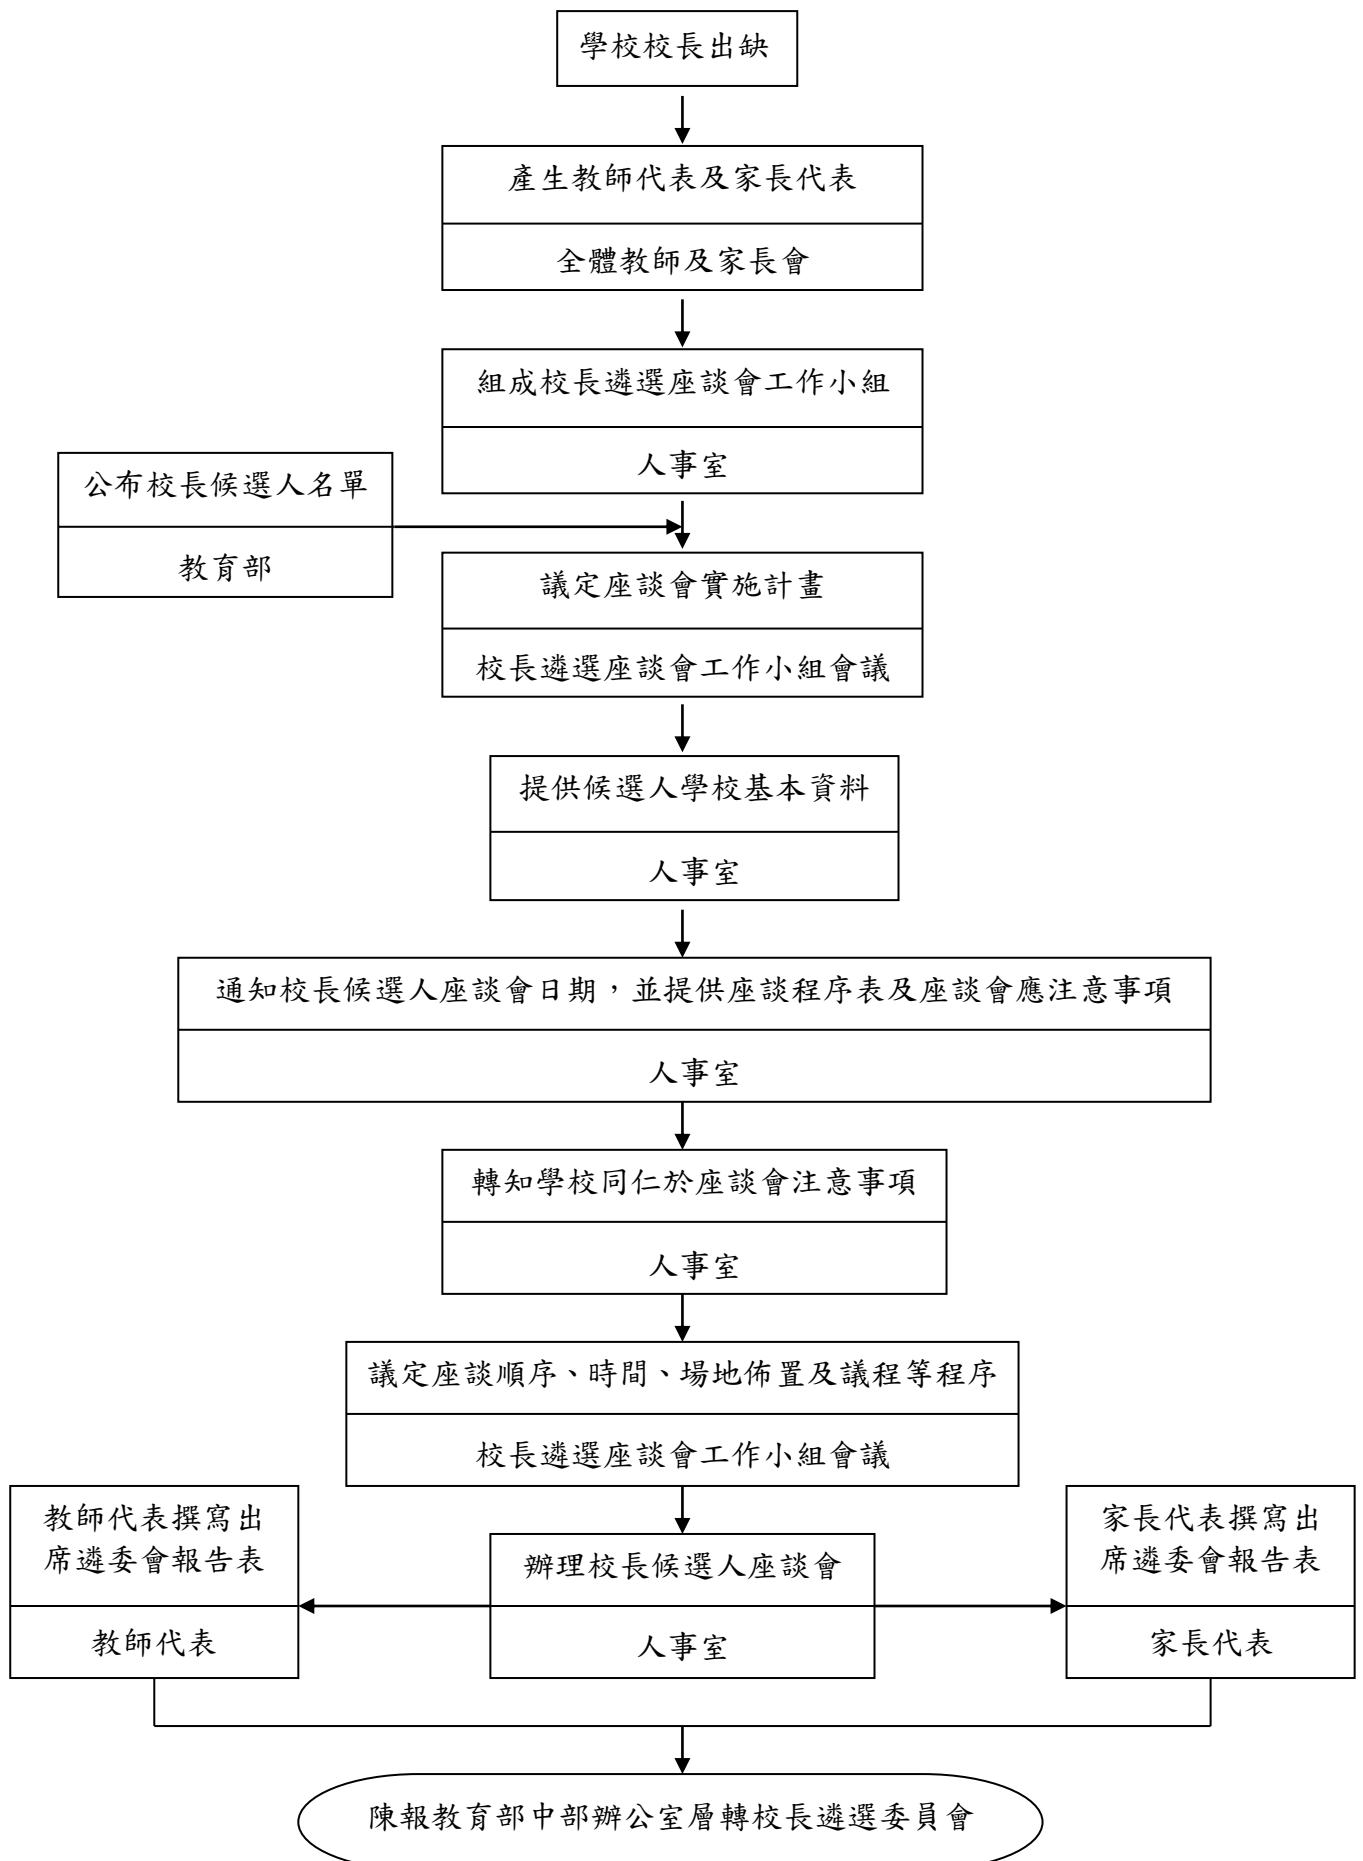 學校校長出缺
產生教師代表及家長代表
全體教師及家長會
組成校長遴選座談會工作小組
人事室
公布校長候選人名單
教育部
議定座談會實施計畫
校長遴選座談會工作小組會議
提供候選人學校基本資料
人事室
通知校長候選人座談會日期，並提供座談程序表及座談會應注意事項
人事室
轉知學校同仁於座談會注意事項
人事室
議定座談順序、時間、場地佈置及議程等程序
校長遴選座談會工作小組會議
教師代表撰寫出
席遴委會報告表
教師代表
辦理校長候選人座談會
人事室
家長代表撰寫出
席遴委會報告表
家長代表
陳報教育部中部辦公室層轉校長遴選委員會